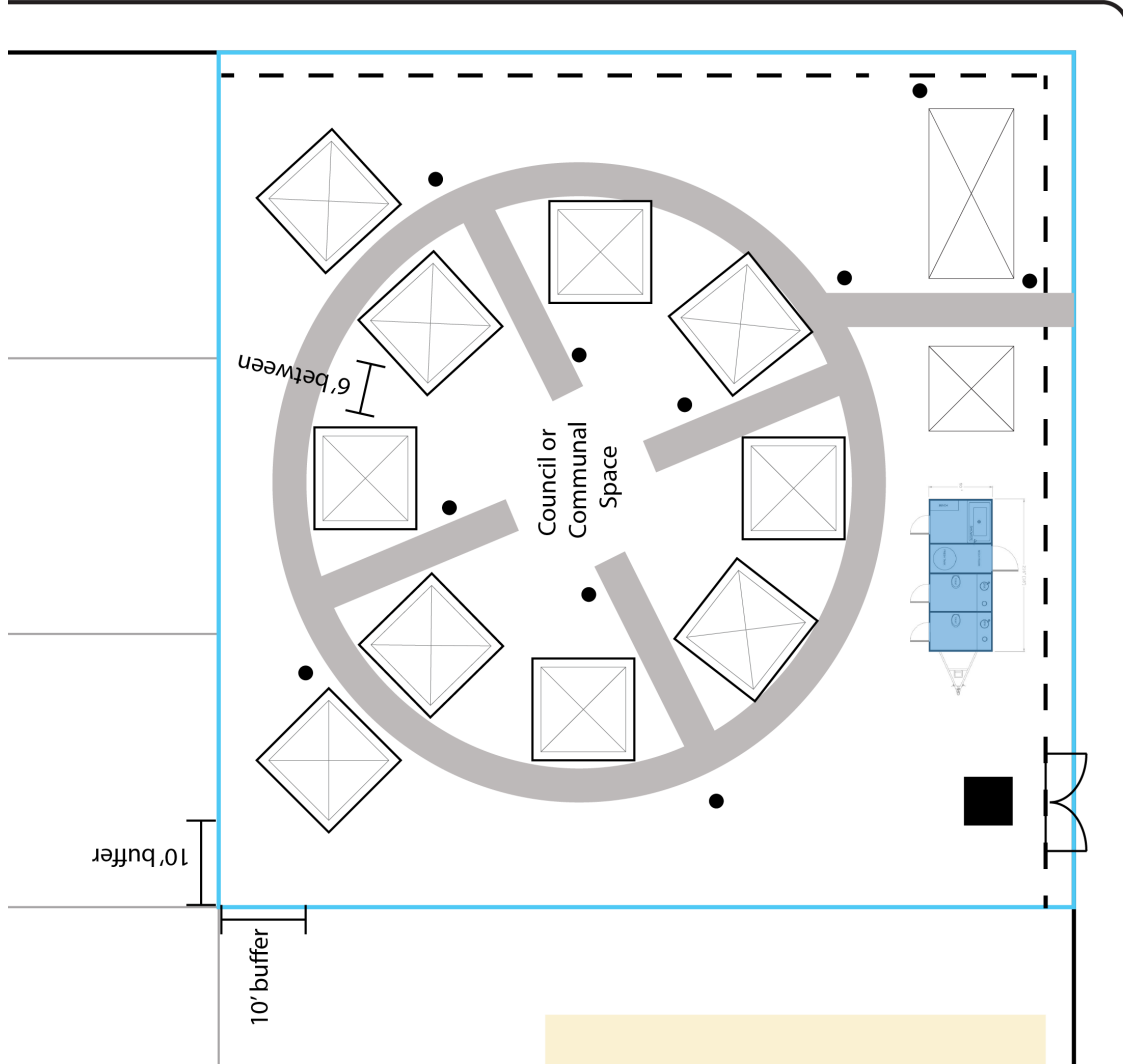 6' between
Council or
Communal
Space
10' buffer
10' buffer